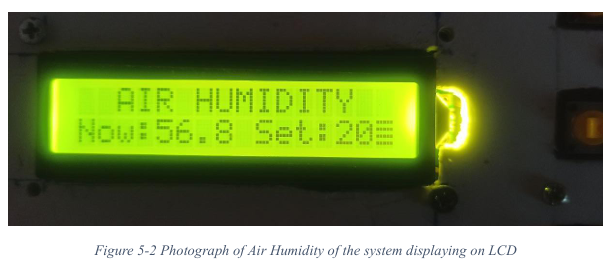 AIR HUMIDITY
Now:56.8 Set:20≡
Figure 5-2 Photograph of Air Humidity of the system displaying on LCD